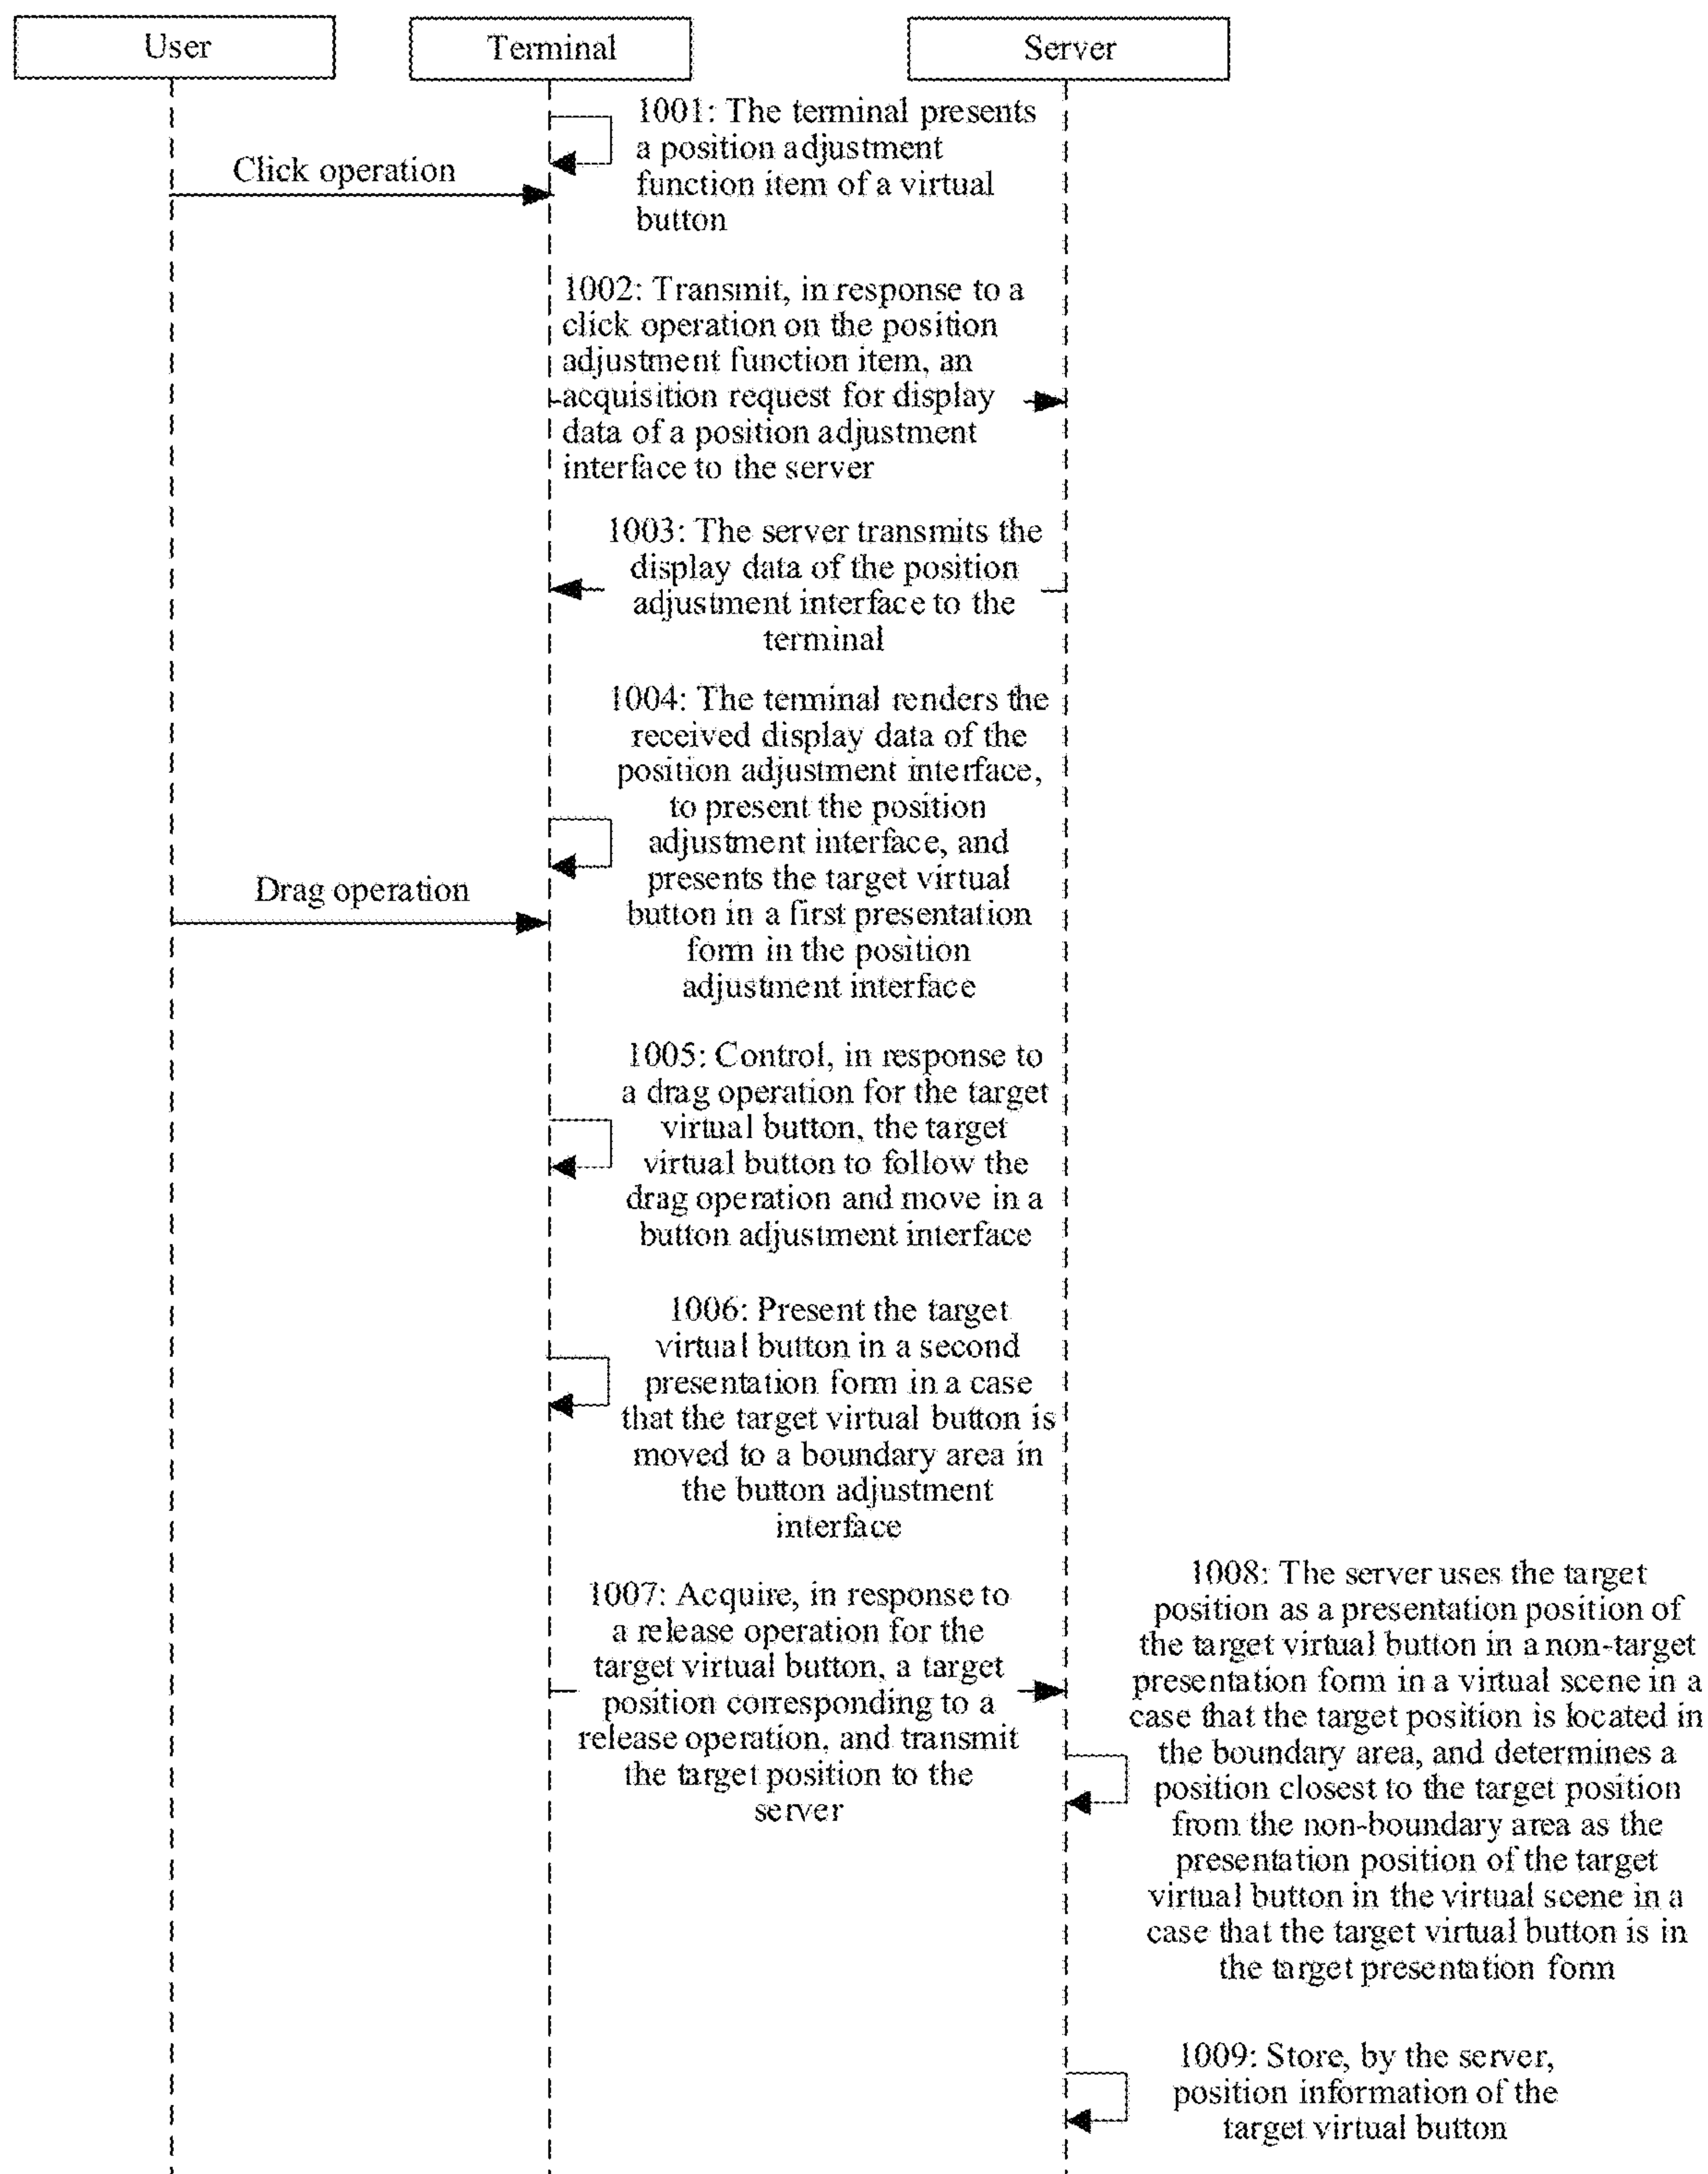 User
Terminal
Server
1001: The terminal presents
a position adjustment
function item of a virtual
button
Click operation
1002: Transmit, in response to a
click operation on the position
adjustment function item, an
acquisition request for display
data of a position adjustment
interface to the server
1003: The server transmits the
display data of the position
adjustment interface to the
terminal
1004: The terminal renders the
received display data of the
position adjustment interface,
to present the position
adjustment interface, and
presents the target virtual
button in a first presentation
form in the position
adjustment interface
Drag operation
1005: Control, in response to
a drag operation for the target
virtual button, the target
virtual button to follow the
drag operation and move in a
button adjustment interface
1006: Present the target
virtual button in a second
presentation form in a case
that the target virtual button is
moved to a boundary area in
the button adjustment
interface
1007: Acquire, in response to
a release operation for the
target virtual button, a target
position corresponding to a
release operation, and transmit
the target position to the
server
1008: The server uses the target
position as a presentation position of
the target virtual button in a non-target
presentation form in a virtual scene in a
case that the target position is located in
the boundary area, and determines a
position closest to the target position
from the non-boundary area as the
presentation position of the target
virtual button in the virtual scene in a
case that the target virtual button is in
the target presentation form
1009: Store, by the server,
position information of the
target virtual button